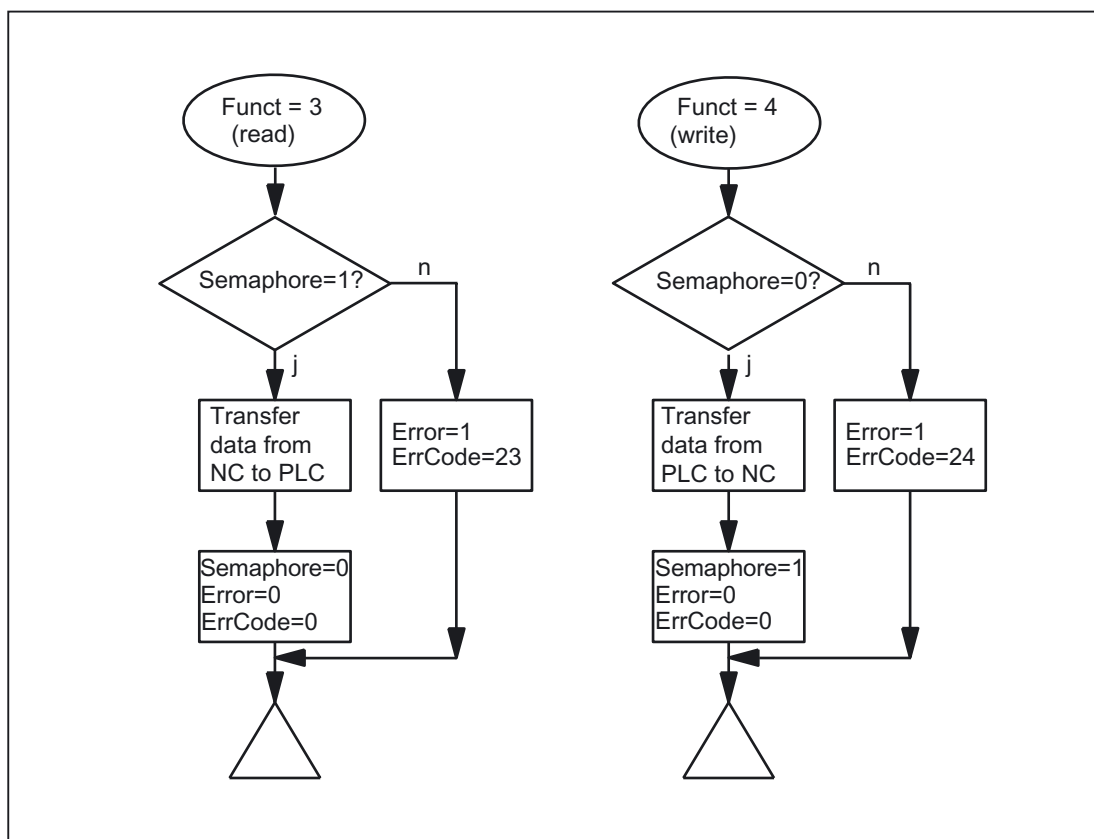 Funct = 3
(read)
Semaphore=1?
n
j
Transfer
data from
NC to PLC
Error=1
ErrCode=23
Semaphore=0
Error=0
ErrCode=0
Funct = 4
(write)
Semaphore=0?
n
j
Transfer
data from
PLC to NC
Error=1
ErrCode=24
Semaphore=1
Error=0
ErrCode=0